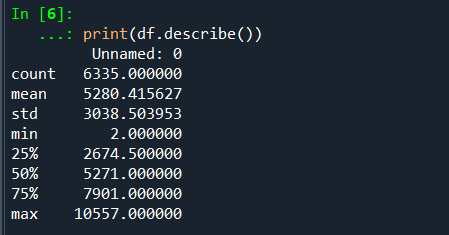 In [6]:
...: print(df.describe())
Unnamed: 0
count 6335.000000
mean 5280.415627
std 3038.503953
min 2.000000
25% 2674.500000
50% 5271.000000
75% 7901.000000
max 10557.000000